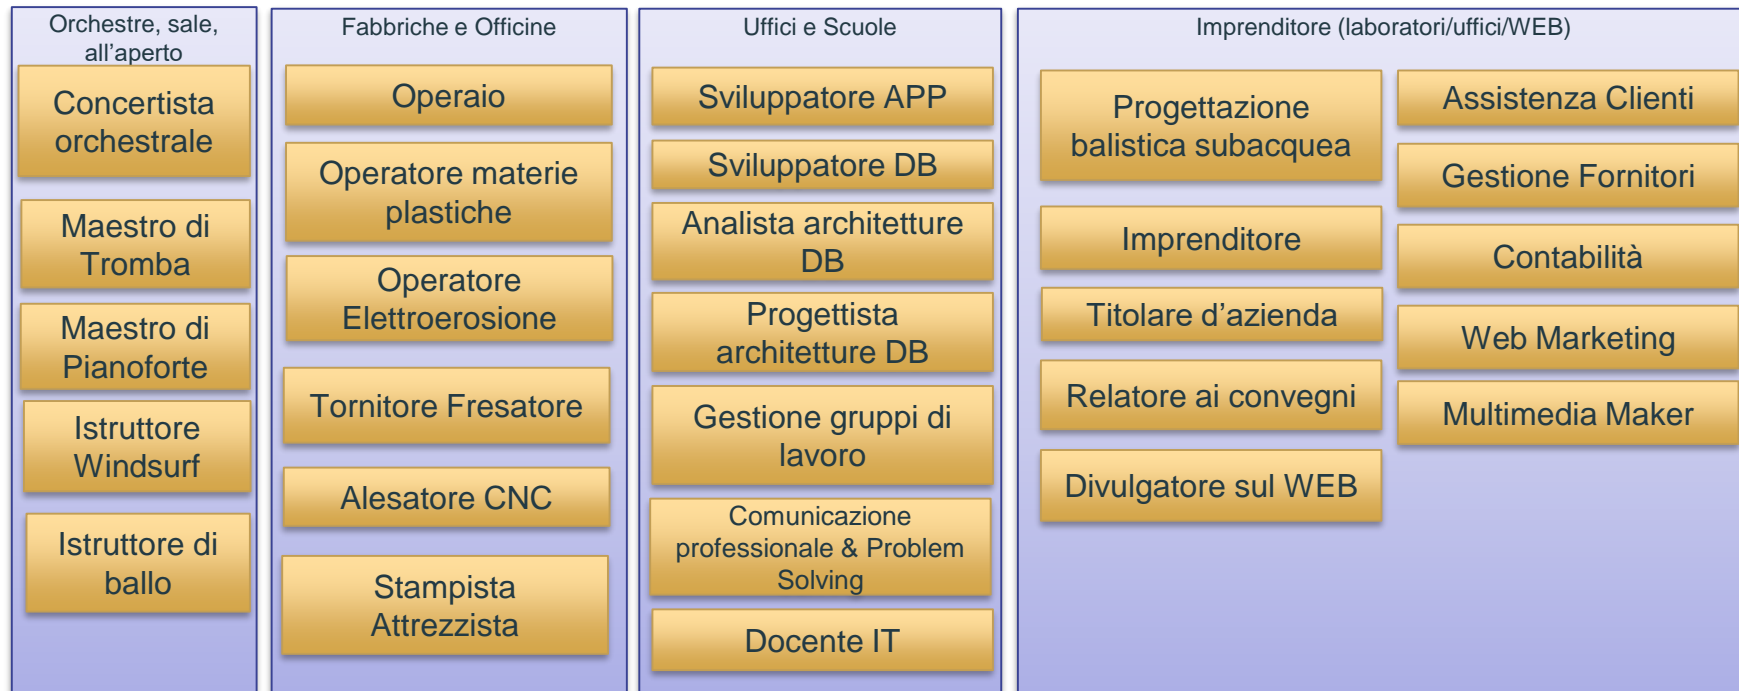 Orchestre, sale,
all’aperto
Concertista
orchestrale
Maestro di
Tromba
Maestro di
Pianoforte
Istruttore
Windsurf
Istruttore di
ballo
Fabbriche e Officine
Operaio
Operatore materie
plastiche
Operatore
Elettroerosione
Tornitore Fresatore
Alesatore CNC
Stampista
Attrezzista
Uffici e Scuole
Sviluppatore APP
Sviluppatore DB
Analista architetture
DB
Progettista
architetture DB
Gestione gruppi di
lavoro
Comunicazione
professionale & Problem
Solving
Docente IT
Imprenditore (laboratori/uffici/WEB)
Progettazione
balistica subacquea
Imprenditore
Titolare d’azienda
Relatore ai convegni
Divulgatore sul WEB
Assistenza Clienti
Gestione Fornitori
Contabilità
Web Marketing
Multimedia Maker